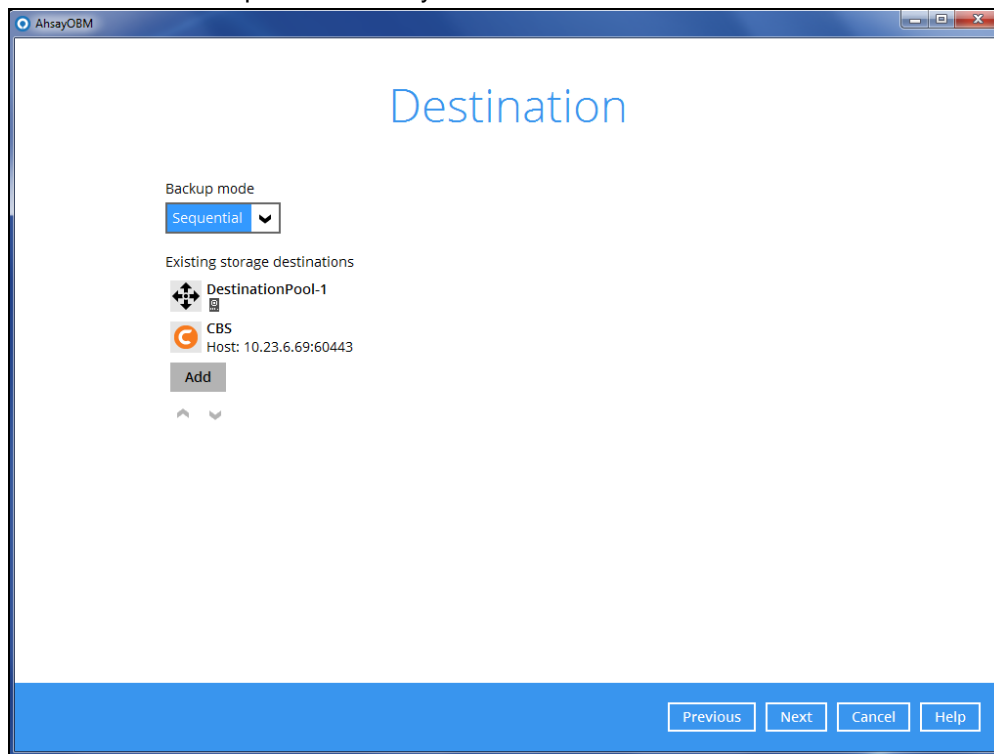 AhsayOBM
Destination
Backup mode
Sequential
Existing storage destinations
DestinationPool-1
CBS
Host: 10.23.6.69:60443
Add
Previous Next Cancel Help